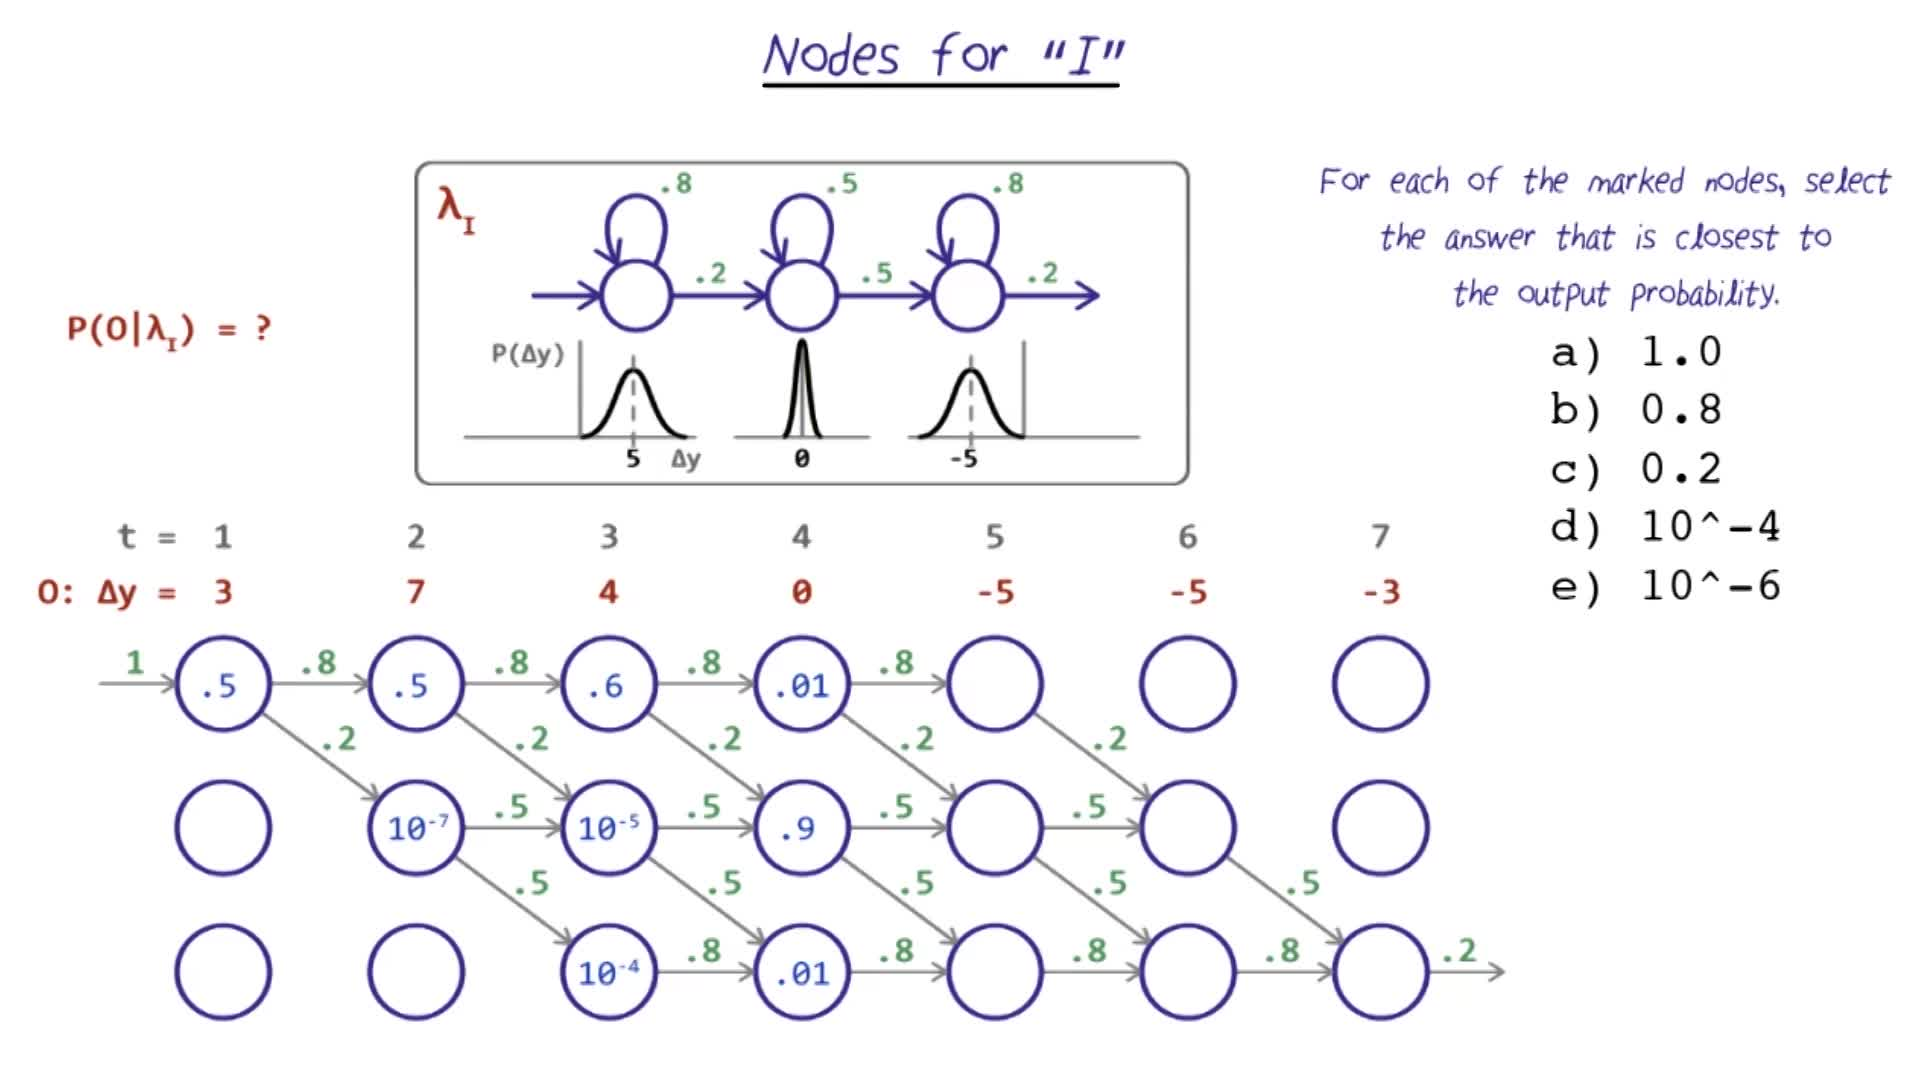 Nodes for "I"
λI
.8 .5 .8
.2 .5 .2
P(Δy)
5 Δy 0 -5
P(O|λI) = ?
For each of the marked nodes, select
the answer that is closest to
the output probability.
a) 1.0
b) 0.8
c) 0.2
d) 10^-4
e) 10^-6
t = 1 2 3 4 5 6 7
O: Δy = 3 7 4 0 -5 -5 -3
1 .5 .8 .5 .8 .6 .8 .01 .8
.2 .2 .2 .2 .2
10⁻⁷ .5 10⁻⁵ .5 .9 .5 .5
.5 .5 .5 .5 .5
10⁻⁴ .8 .01 .8 .8 .8 .2